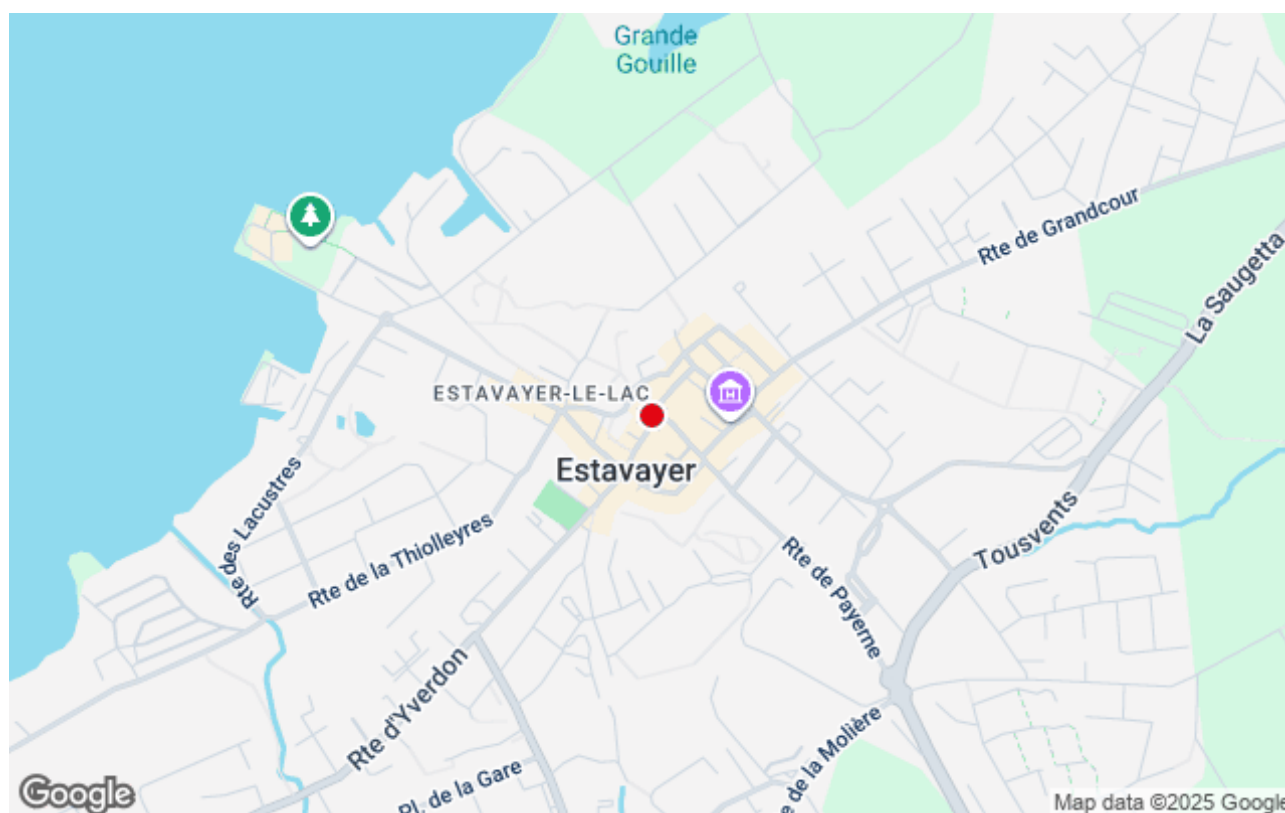 Grande
Gouille
Rte de Grandcour
La Saugetta
ESTAVAYER-LE-LAC
Estavayer
Rte des Lacustres
Rte de la Thiolleyres
Tousvents
Rte de Payerne
Rte d'Yverdon
Pl. de la Gare
e de la Molière
Google
Map data ©2025 Google